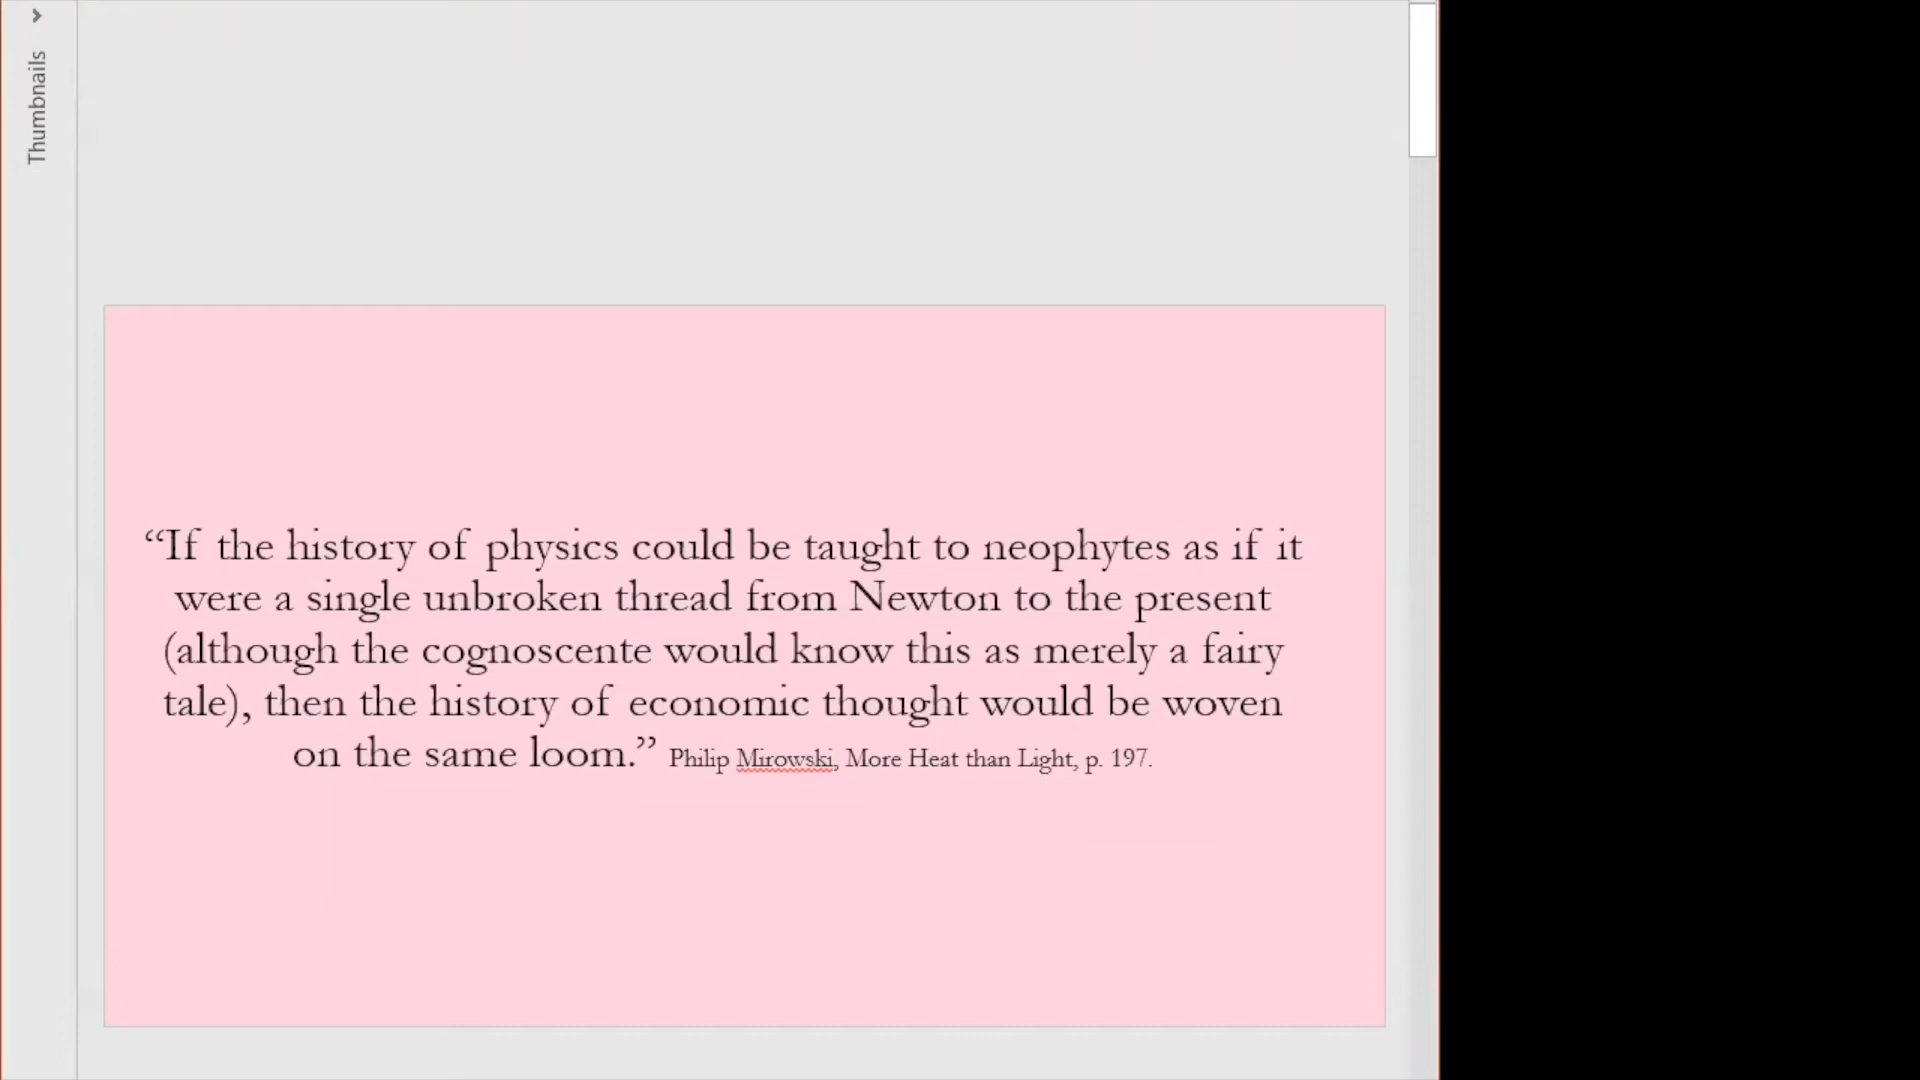 Thumbnails
“If the history of physics could be taught to neophytes as if it
were a single unbroken thread from Newton to the present
(although the cognoscente would know this as merely a fairy
tale), then the history of economic thought would be woven
on the same loom.” Philip Mirowski, More Heat than Light, p. 197.